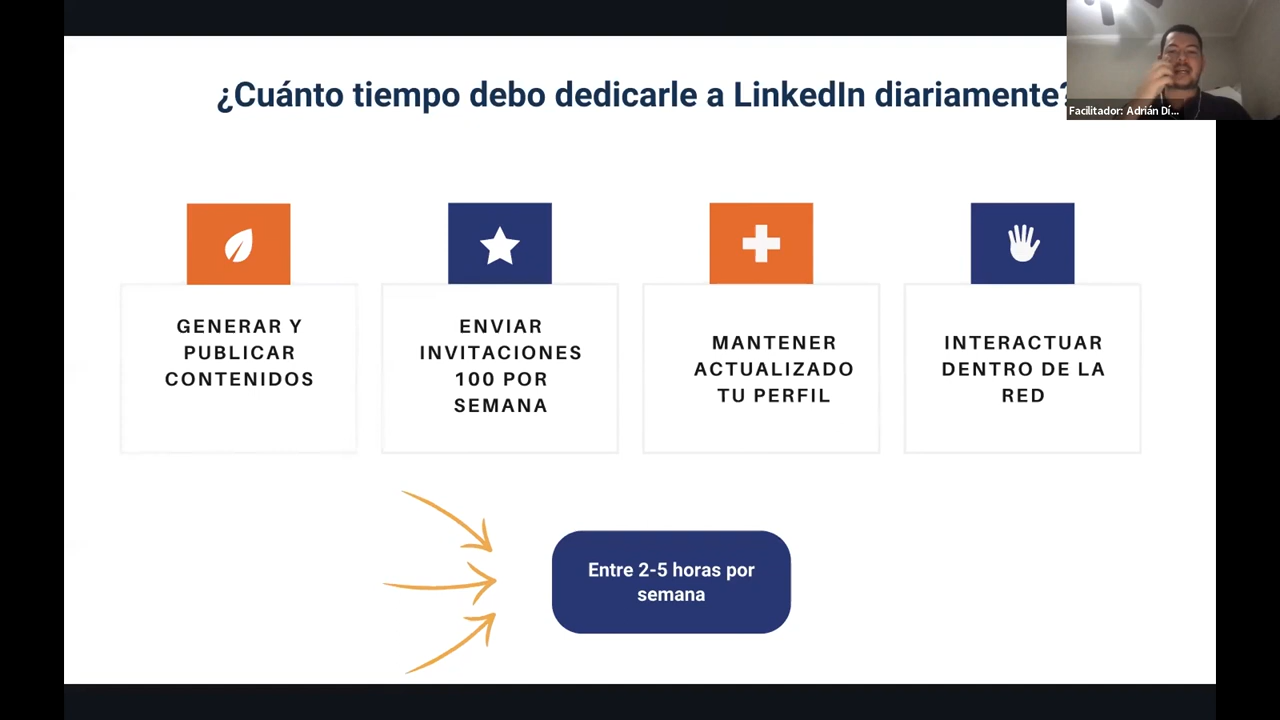 ¿Cuánto tiempo debo dedicarle a LinkedIn diariamente?
Facilitador: Adrián Dí...
GENERAR Y
PUBLICAR
CONTENIDOS
ENVIAR
INVITACIONES
100 POR
SEMANA
MANTENER
ACTUALIZADO
TU PERFIL
INTERACTUAR
DENTRO DE LA
RED
Entre 2-5 horas por
semana